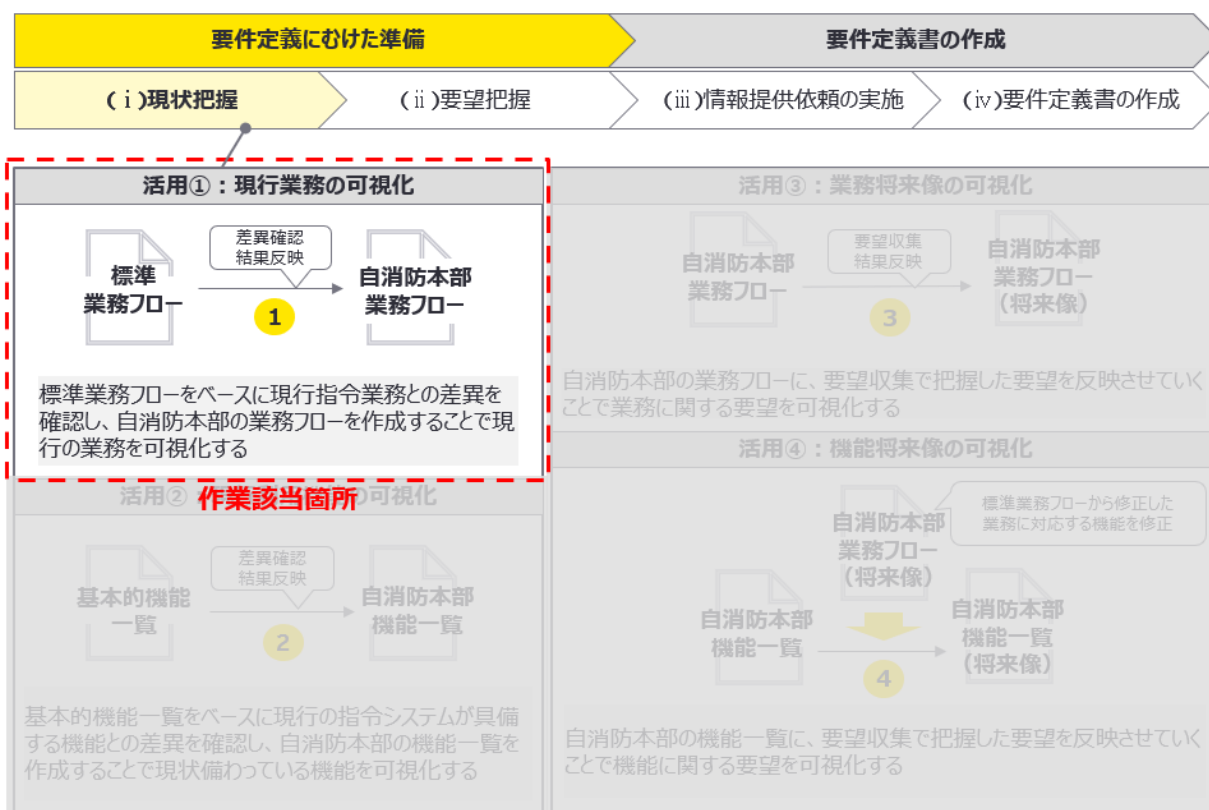 要件定義にむけた準備
要件定義書の作成
(ⅰ)現状把握
(ⅱ)要望把握
(ⅲ)情報提供依頼の実施
(ⅳ)要件定義書の作成
活用①：現行業務の可視化
標準
業務フロー
差異確認
結果反映
1
自消防本部
業務フロー
標準業務フローをベースに現行指令業務との差異を
確認し、自消防本部の業務フローを作成することで現
行の業務を可視化する
作業該当箇所
活用②
の可視化
基本的機能
一覧
差異確認
結果反映
2
自消防本部
機能一覧
基本的機能一覧をベースに現行の指令システムが具備
する機能との差異を確認し、自消防本部の機能一覧を
作成することで現状備わっている機能を可視化する
活用③：業務将来像の可視化
自消防本部
業務フロー
要望収集
結果反映
3
自消防本部
業務フロー
（将来像）
自消防本部の業務フローに、要望収集で把握した要望を反映させていく
ことで業務に関する要望を可視化する
活用④：機能将来像の可視化
自消防本部
業務フロー
（将来像）
標準業務フローから修正した
業務に対応する機能を修正
自消防本部
機能一覧
4
自消防本部
機能一覧
（将来像）
自消防本部の機能一覧に、要望収集で把握した要望を反映させていく
ことで機能に関する要望を可視化する